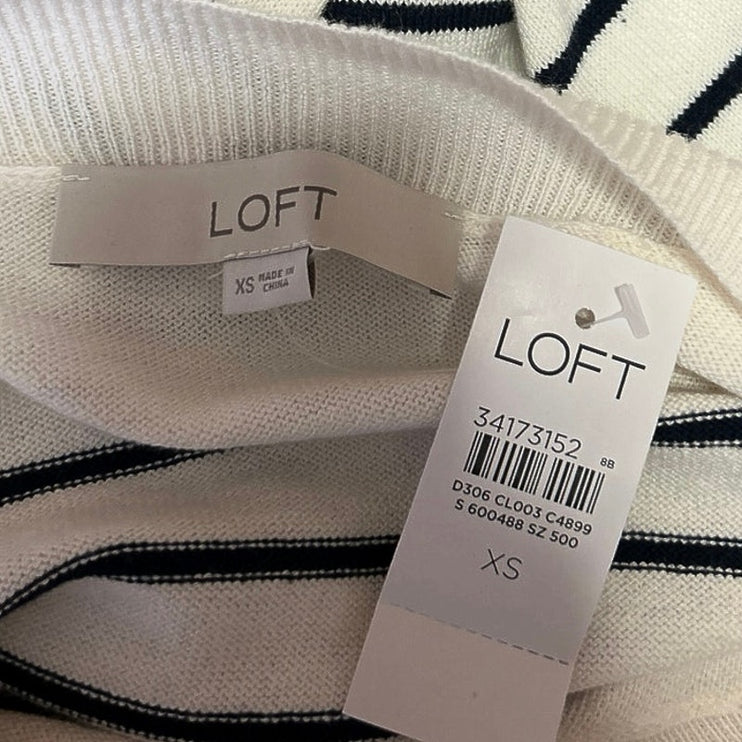 LOFT
XS MADE IN
CHINA
LOFT
34173152
8B
D306 CL003 C4899
S 600488 SZ 500
XS